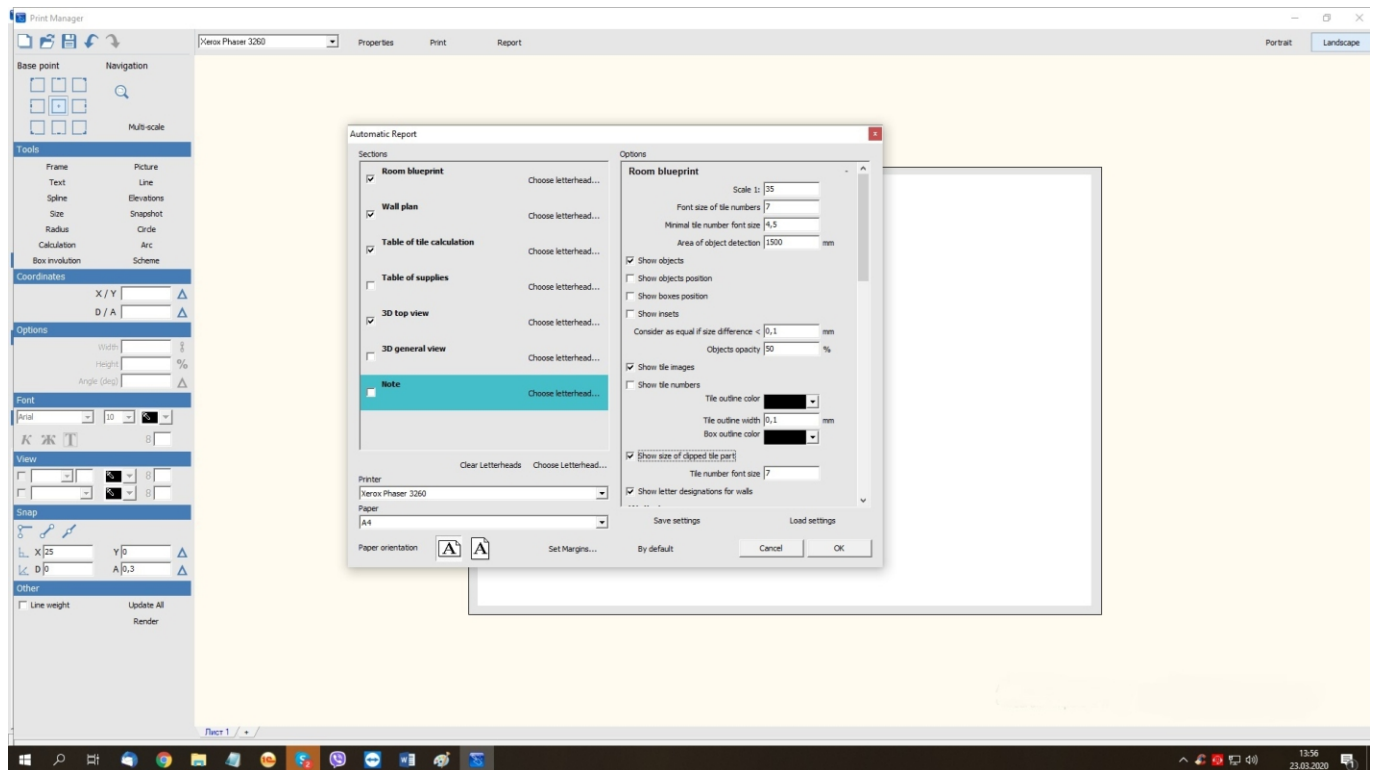 Print Manager
Xerox Phaser 3260 Properties Print Report Portrait Landscape
Base point Navigation
Multi-scale
Tools
Frame Picture
Text Line
Spline Elevations
Size Snapshot
Radius Circle
Calculation Arc
Box involution Scheme
Coordinates
X / Y
D / A
Options
Width
Height %
Angle (deg)
Font
Arial 10
К Ж T 8
View
8
8
Snap
X 25 Y 0
D 0 A 0,3
Other
Line weight Update All
Render
Automatic Report
Sections
Room blueprint
Choose letterhead...
Wall plan
Choose letterhead...
Table of tile calculation
Choose letterhead...
Table of supplies
Choose letterhead...
3D top view
Choose letterhead...
3D general view
Choose letterhead...
Note
Choose letterhead...
Clear Letterheads Choose Letterhead...
Printer
Xerox Phaser 3260
Paper
A4
Paper orientation A A Set Margins...
Options
Room blueprint -
Scale 1: 35
Font size of tile numbers 7
Minimal tile number font size 4,5
Area of object detection 1500 mm
Show objects
Show objects position
Show boxes position
Show insets
Consider as equal if size difference < 0,1 mm
Objects opacity 50 %
Show tile images
Show tile numbers
Tile outline color
Tile outline width 0,1 mm
Box outline color
Show size of clipped tile part
Tile number font size 7
Show letter designations for walls
Save settings Load settings
By default Cancel OK
Лист 1 / + /
13:56
23.03.2020